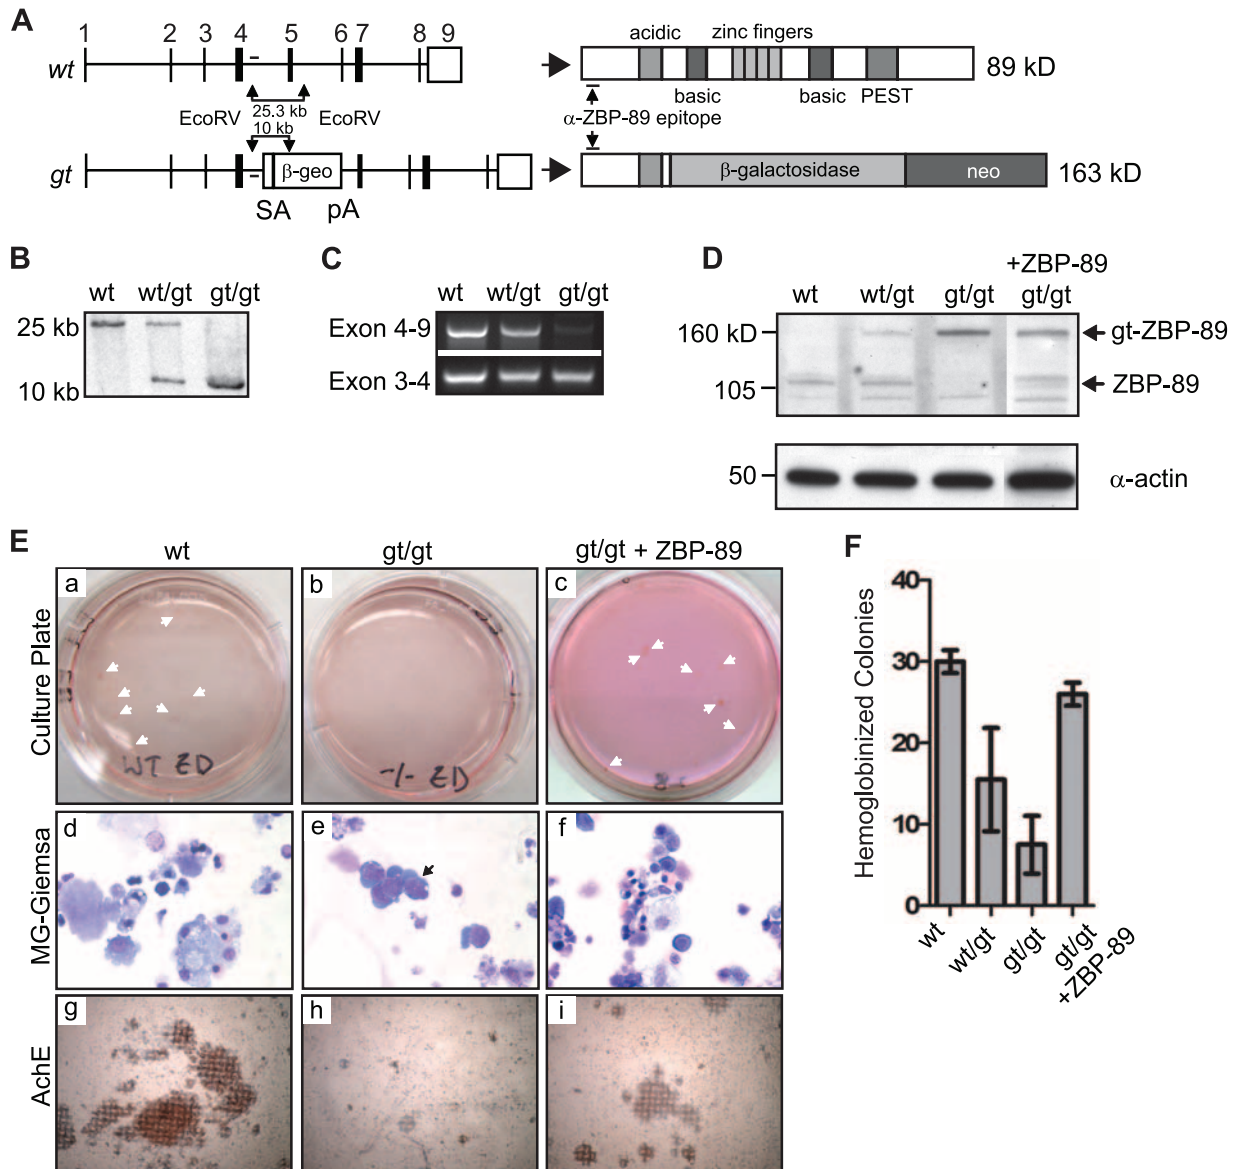 A
1 2 3 4 5 6 7 8 9
wt
acidic zinc fingers
89 kD
basic basic PEST
EcoRV 25.3 kb EcoRV
10 kb
α-ZBP-89 epitope
gt
β-geo
β-galactosidase neo
163 kD
SA pA
B
wt wt/gt gt/gt
25 kb
10 kb
C
wt wt/gt gt/gt
Exon 4-9
Exon 3-4
D
+ZBP-89
wt wt/gt gt/gt gt/gt
160 kD gt-ZBP-89
105 ZBP-89
50 α-actin
E
wt gt/gt gt/gt + ZBP-89
Culture Plate
a b c
WT ED
-/- ED
MG-Giemsa
d e f
AchE
g h i
F
Hemoglobinized Colonies
40
30
20
10
0
wt wt/gt gt/gt gt/gt
+ZBP-89